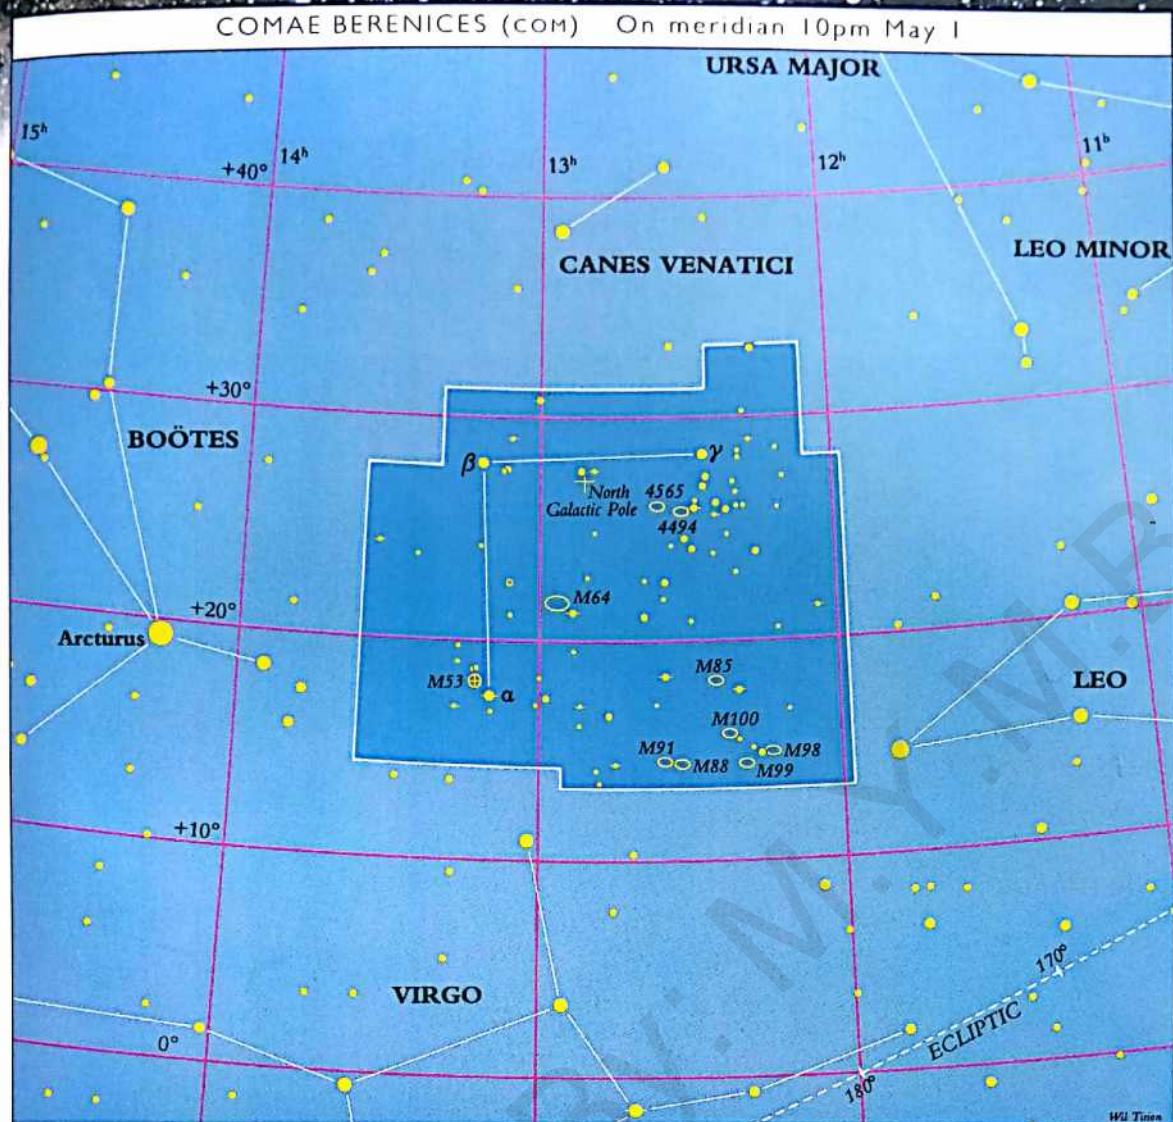 COMAE BERENICES (COM) On meridian 10pm May 1
URSA MAJOR
15ʰ
+40°
14ʰ
13ʰ
12ʰ
11ʰ
CANES VENATICI
LEO MINOR
+30°
BOÖTES
β
γ
North
Galactic Pole
4565
4494
M64
+20°
Arcturus
M53
α
M85
LEO
M100
M91
M88
M98
M99
+10°
VIRGO
170°
ECLIPTIC
0°
180°
Wil Tirion
BY: M.Y.M.B